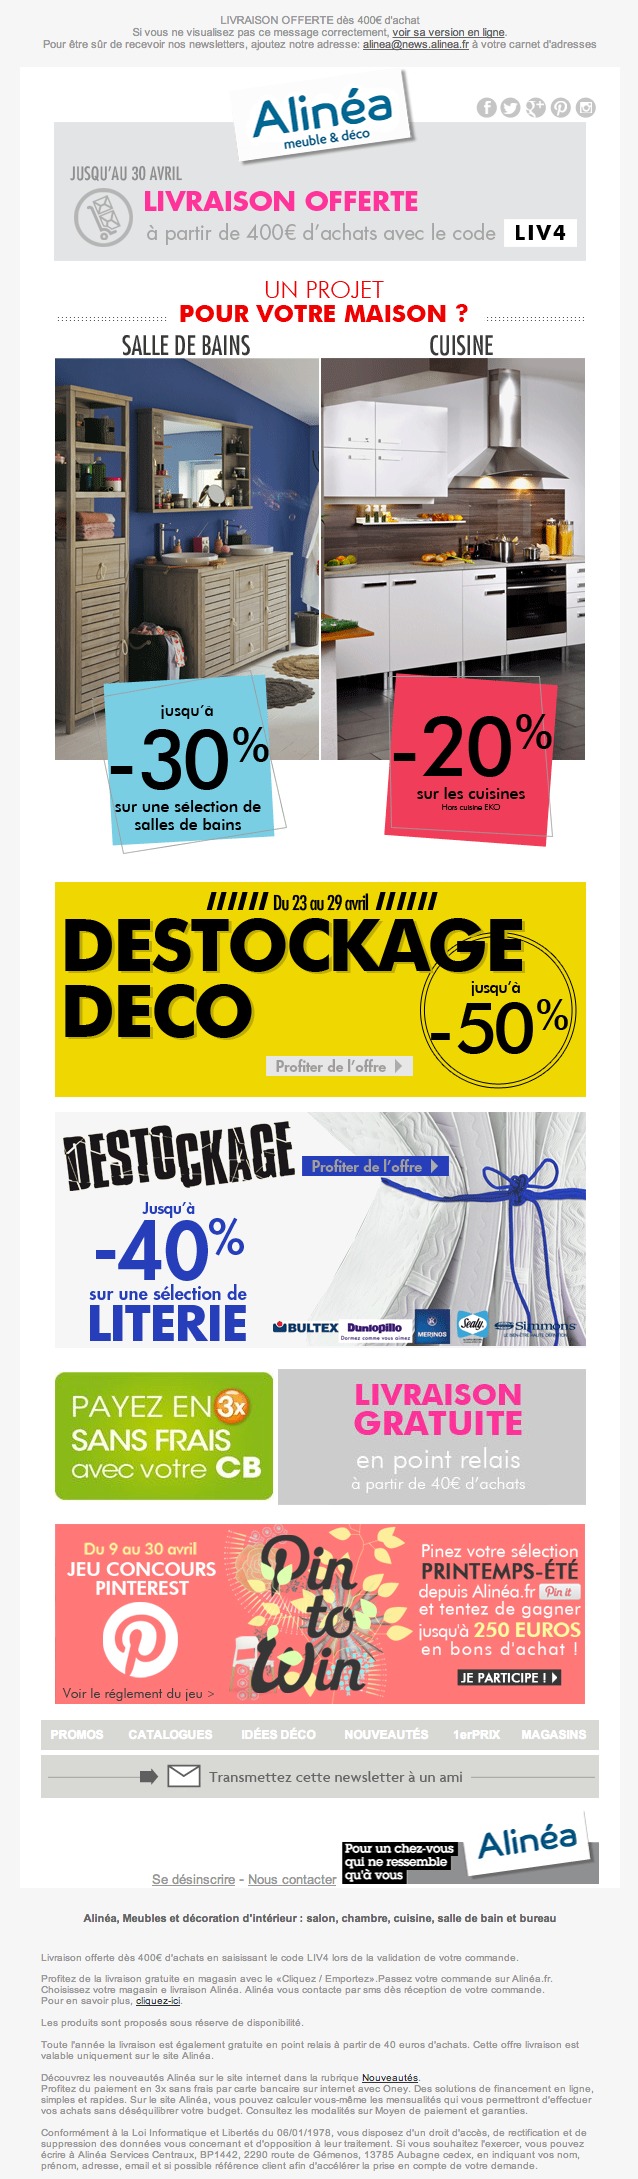 LIVRAISON OFFERTE dès 400€ d'achat
Si vous ne visualisez pas ce message correctement, voir sa version en ligne.
Pour être sûr de recevoir nos newsletters, ajoutez notre adresse: alinea@news.alinea.fr à votre carnet d'adresses
Alinéa
meuble & déco
JUSQU'AU 30 AVRIL
LIVRAISON OFFERTE
à partir de 400€ d'achats avec le code LIV4
UN PROJET
POUR VOTRE MAISON ?
SALLE DE BAINS
CUISINE
jusqu'à
-30%
sur une sélection de
salles de bains
-20%
sur les cuisines
Hors cuisine EKO
Du 23 au 29 avril
DESTOCKAGE
DECO
jusqu'à
-50%
Profiter de l'offre
DESTOCKAGE
Profiter de l'offre
Jusqu'à
-40%
sur une sélection de
LITERIE
BULTEX
Dunlopillo
Dormez comme vous aimez
MERINOS
Sealy
Simmons
PAYEZ EN 3x
SANS FRAIS
avec votre CB
LIVRAISON
GRATUITE
en point relais
à partir de 40€ d'achats
Du 9 au 30 avril
JEU CONCOURS
PINTEREST
Voir le réglement du jeu >
Pin
to
Win
Pinez votre sélection
PRINTEMPS-ÉTÉ
depuis Alinéa.fr Pin it
et tentez de gagner
jusqu'à 250 EUROS
en bons d'achat !
JE PARTICIPE !
PROMOS CATALOGUES IDÉES DÉCO NOUVEAUTÉS 1erPRIX MAGASINS
Transmettez cette newsletter à un ami
Se désinscrire - Nous contacter
Pour un chez-vous
qui ne ressemble
qu'à vous
Alinéa
Alinéa, Meubles et décoration d'intérieur : salon, chambre, cuisine, salle de bain et bureau
Livraison offerte dès 400€ d'achats en saisissant le code LIV4 lors de la validation de votre commande.
Profitez de la livraison gratuite en magasin avec le «Cliquez / Emportez».Passez votre commande sur Alinéa.fr.
Choisissez votre magasin e livraison Alinéa. Alinéa vous contacte par sms dès réception de votre commande.
Pour en savoir plus, cliquez-ici.
Les produits sont proposés sous réserve de disponibilité.
Toute l'année la livraison est également gratuite en point relais à partir de 40 euros d'achats. Cette offre livraison est
valable uniquement sur le site Alinéa.
Découvrez les nouveautés Alinéa sur le site internet dans la rubrique Nouveautés.
Profitez du paiement en 3x sans frais par carte bancaire sur internet avec Oney. Des solutions de financement en ligne,
simples et rapides. Sur le site Alinéa, vous pouvez calculer vous-même les mensualités qui vous permettront d'effectuer
vos achats sans déséquilibrer votre budget. Consultez les modalités sur Moyen de paiement et garanties.
Conformément à la Loi Informatique et Libertés du 06/01/1978, vous disposez d'un droit d'accès, de rectification et de
suppression des données vous concernant et d'opposition à leur traitement. Si vous souhaitez l'exercer, vous pouvez
écrire à Alinéa Services Centraux, BP1442, 2290 route de Gémenos, 13785 Aubagne cedex, en indiquant vos nom,
prénom, adresse, email et si possible référence client afin d'accélérer la prise en compte de votre demande.